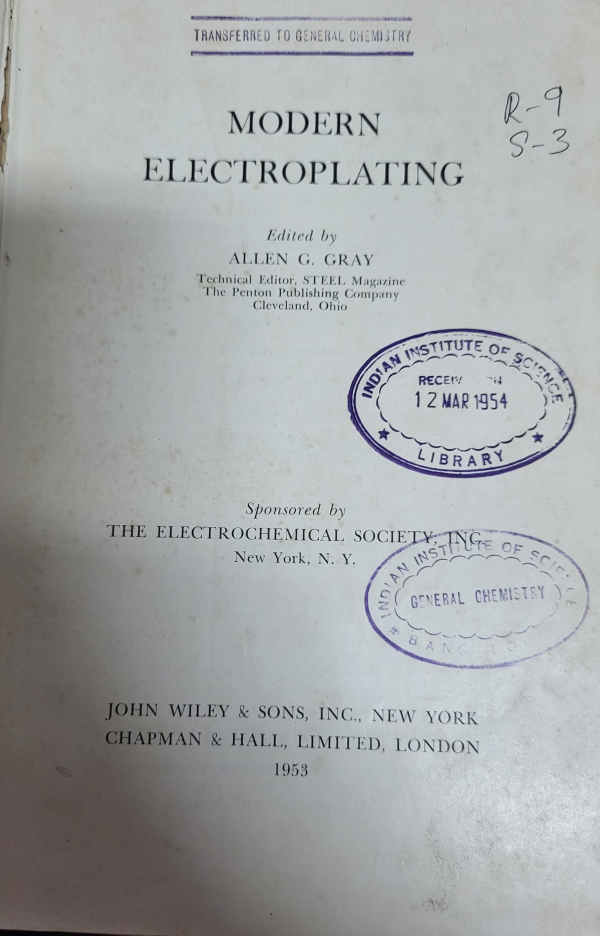 TRANSFERRED TO GENERAL CHEMISTRY
R-9
S-3
MODERN
ELECTROPLATING
Edited by
ALLEN G. GRAY
Technical Editor, STEEL Magazine
The Penton Publishing Company
Cleveland, Ohio
INDIAN INSTITUTE OF SCIENCE
12 MAR 1954
LIBRARY
Sponsored by
THE ELECTROCHEMICAL SOCIETY, INC.
New York, N. Y.
INDIAN INSTITUTE OF
GENERAL CHEMISTRY
JOHN WILEY & SONS, INC., NEW YORK
CHAPMAN & HALL, LIMITED, LONDON
1953